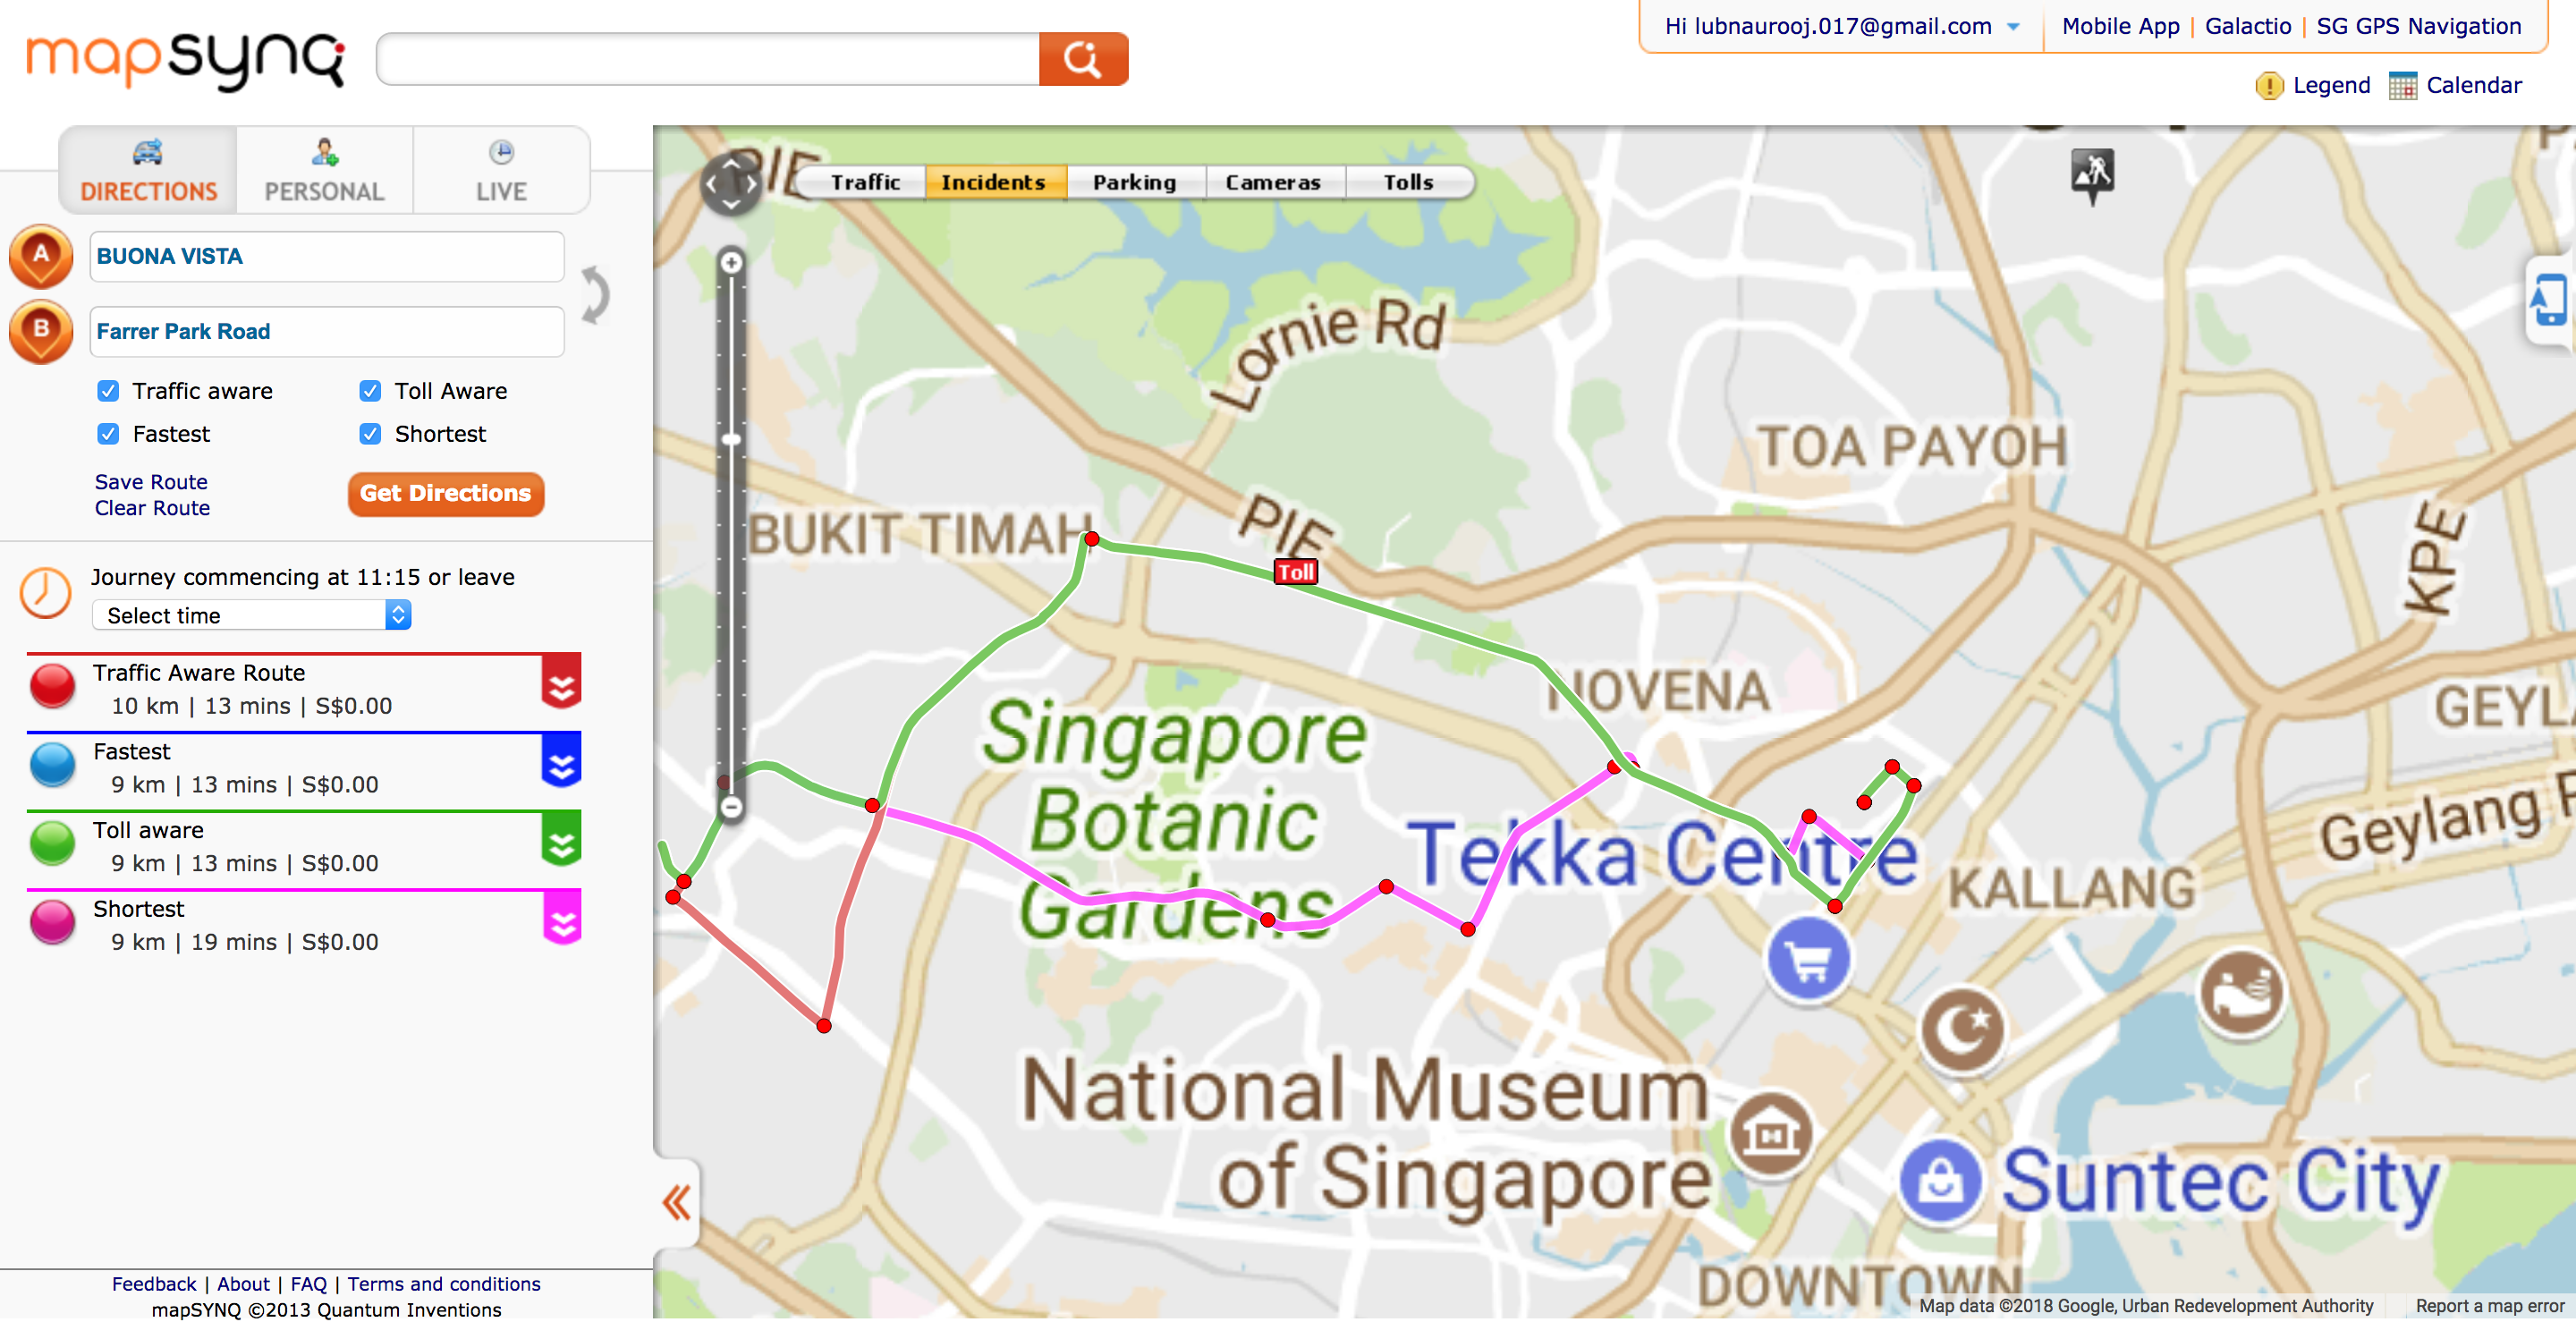 mapsynq
Hi lubnaurooj.017@gmail.com
Mobile App | Galactio | SG GPS Navigation
Legend
Calendar
DIRECTIONS
PERSONAL
LIVE
A
BUONA VISTA
B
Farrer Park Road
Traffic aware
Toll Aware
Fastest
Shortest
Save Route
Clear Route
Get Directions
Journey commencing at 11:15 or leave
Select time
Traffic Aware Route
10 km | 13 mins | S$0.00
Fastest
9 km | 13 mins | S$0.00
Toll aware
9 km | 13 mins | S$0.00
Shortest
9 km | 19 mins | S$0.00
Feedback | About | FAQ | Terms and conditions
mapSYNQ ©2013 Quantum Inventions
PIE
Traffic
Incidents
Parking
Cameras
Tolls
Lornie Rd
TOA PAYOH
BUKIT TIMAH
PIE
Toll
KPE
NOVENA
GEYLA
Singapore
Botanic
Gardens
Tekka Centre
Geylang R
KALLANG
National Museum
of Singapore
Suntec City
DOWNTOWN
Map data ©2018 Google, Urban Redevelopment Authority
Report a map error